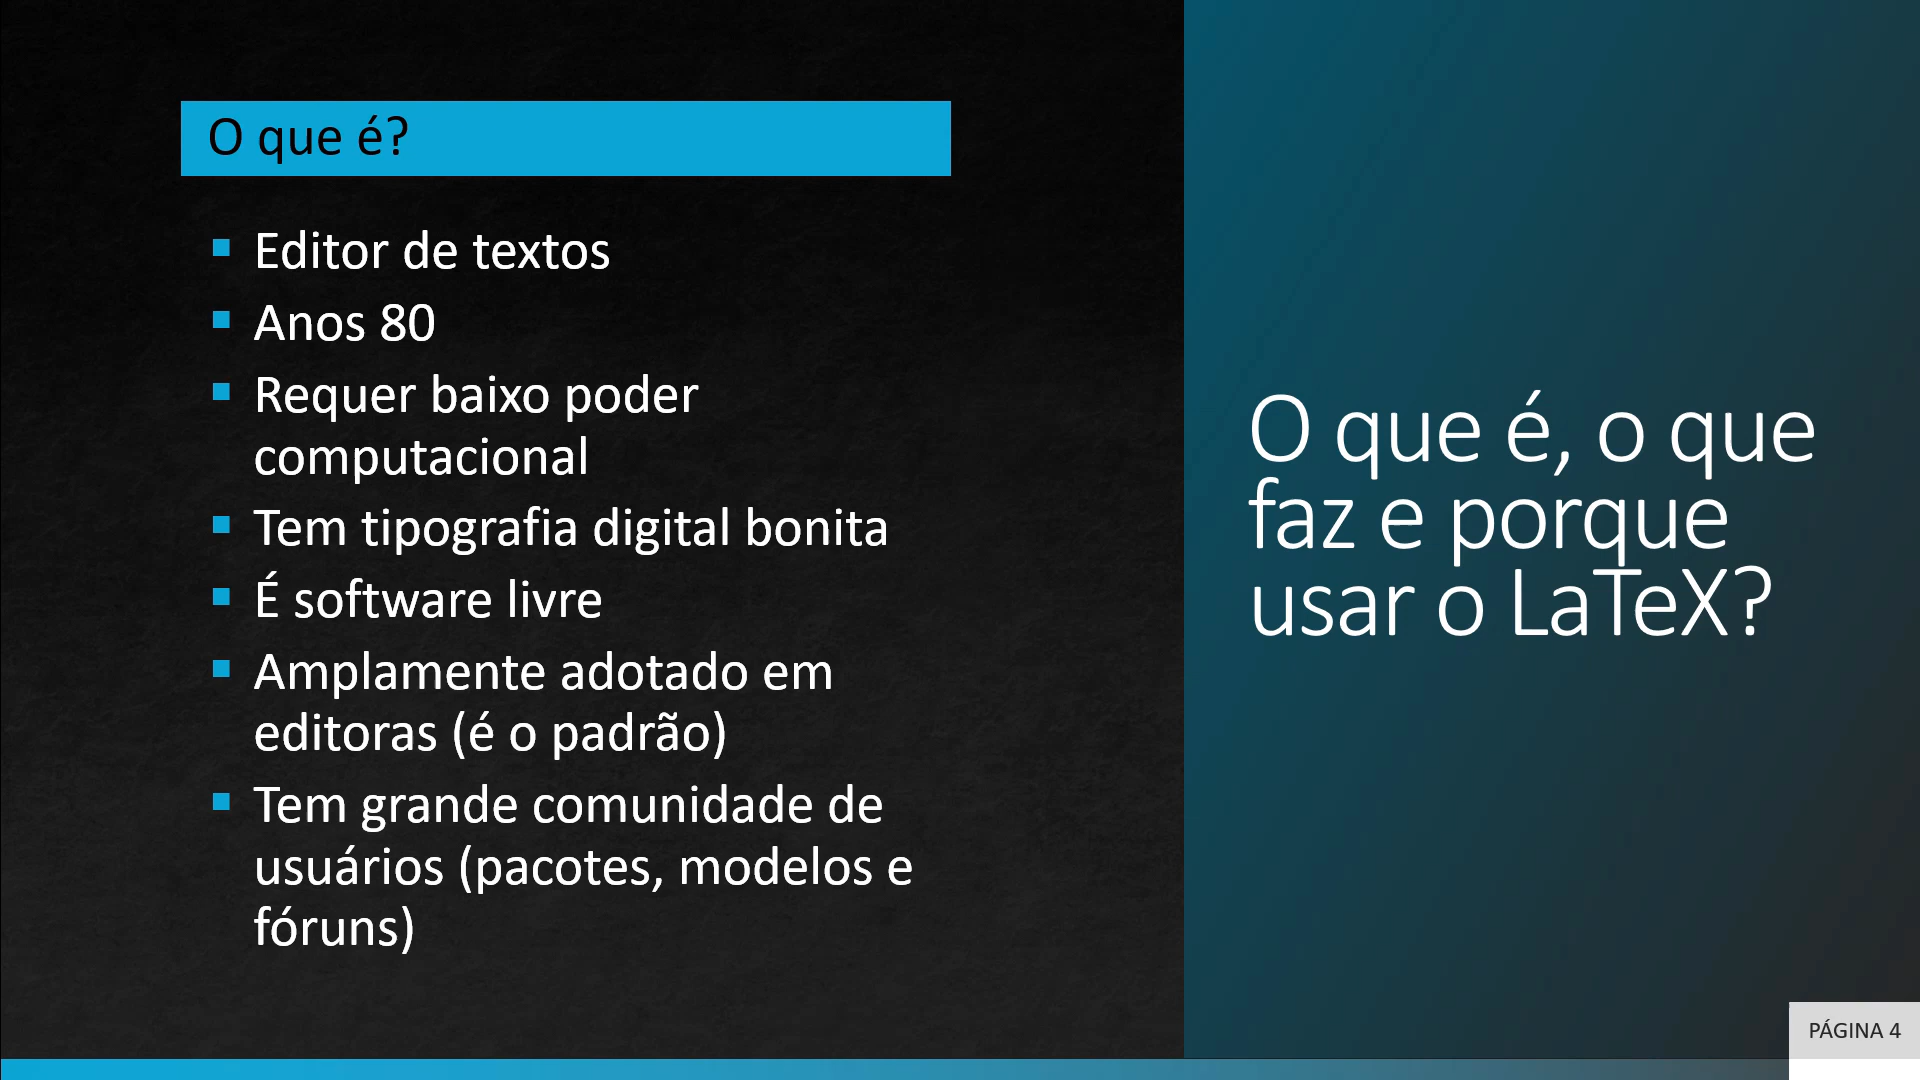 O que é?
Editor de textos
Anos 80
Requer baixo poder
computacional
Tem tipografia digital bonita
É software livre
Amplamente adotado em
editoras (é o padrão)
Tem grande comunidade de
usuários (pacotes, modelos e
fóruns)
O que é, o que
faz e porque
usar o LaTeX?
PÁGINA 4